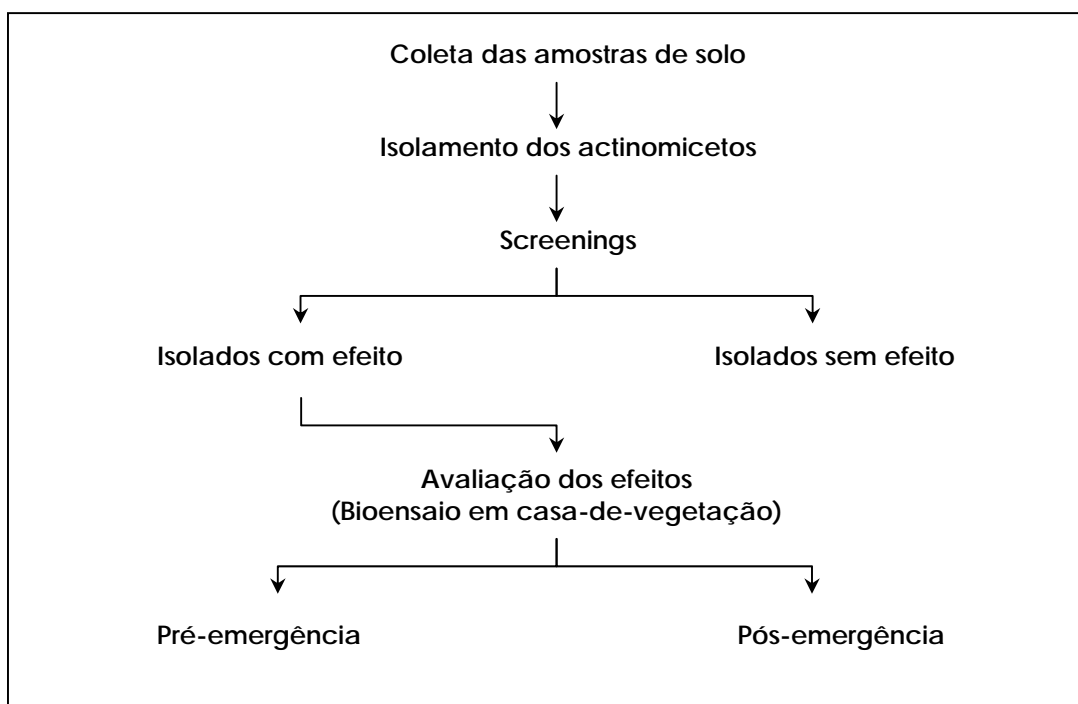 Coleta das amostras de solo
Isolamento dos actinomicetos
Screenings
Isolados com efeito
Isolados sem efeito
Avaliação dos efeitos
(Bioensaio em casa-de-vegetação)
Pré-emergência
Pós-emergência